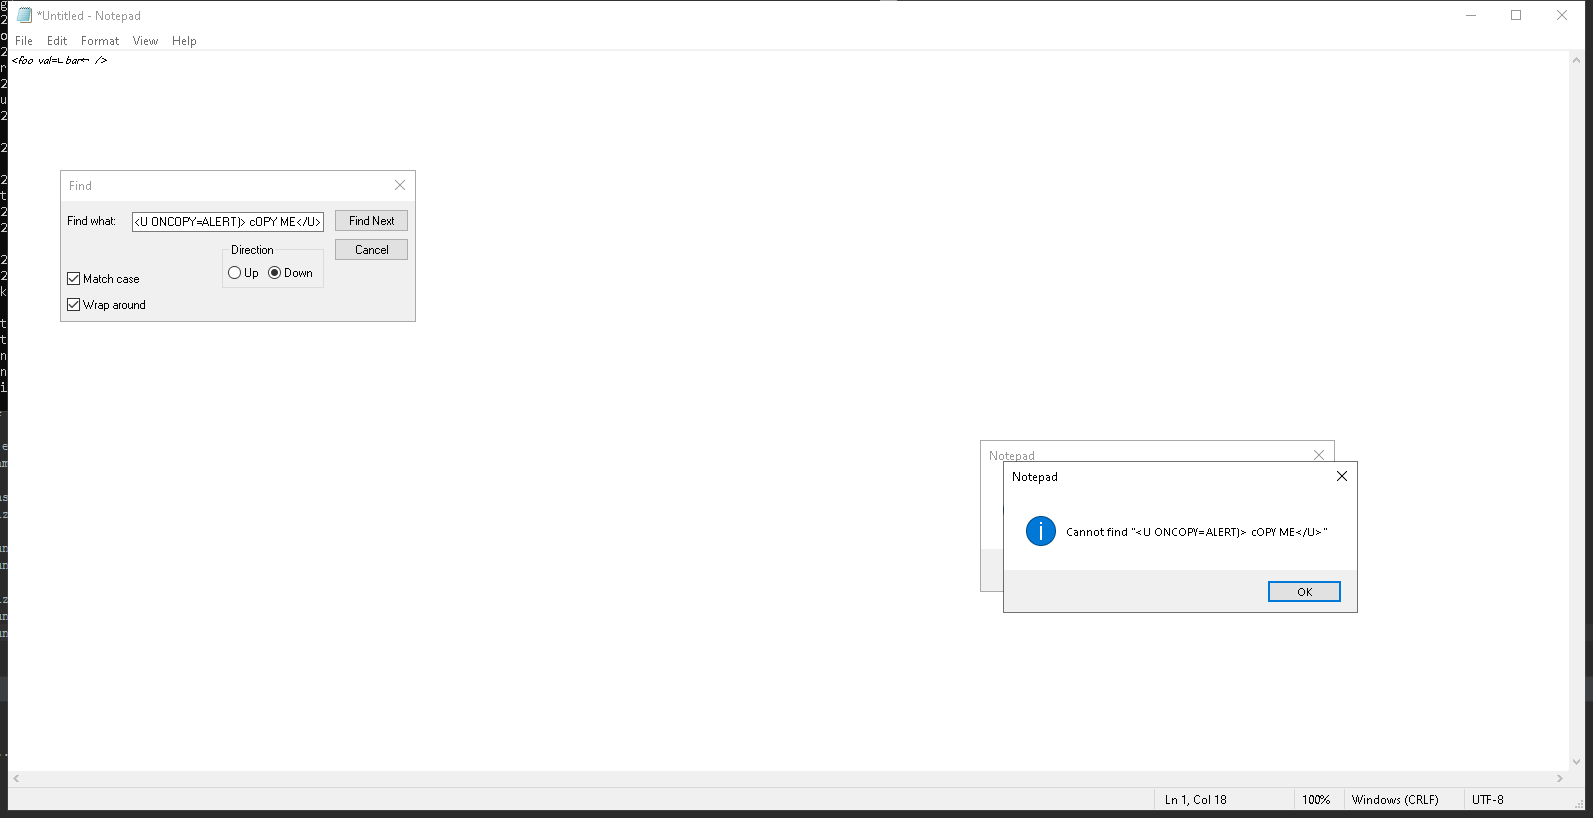 *Untitled - Notepad
File Edit Format View Help
<foo val=∟bar← />
Find
Find what: <U ONCOPY=ALERT)> cOPY ME</U> Find Next
Direction Cancel
Up Down
Match case
Wrap around
Notepad
Notepad
Cannot find "<U ONCOPY=ALERT)> cOPY ME</U>"
OK
Ln 1, Col 18 100% Windows (CRLF) UTF-8